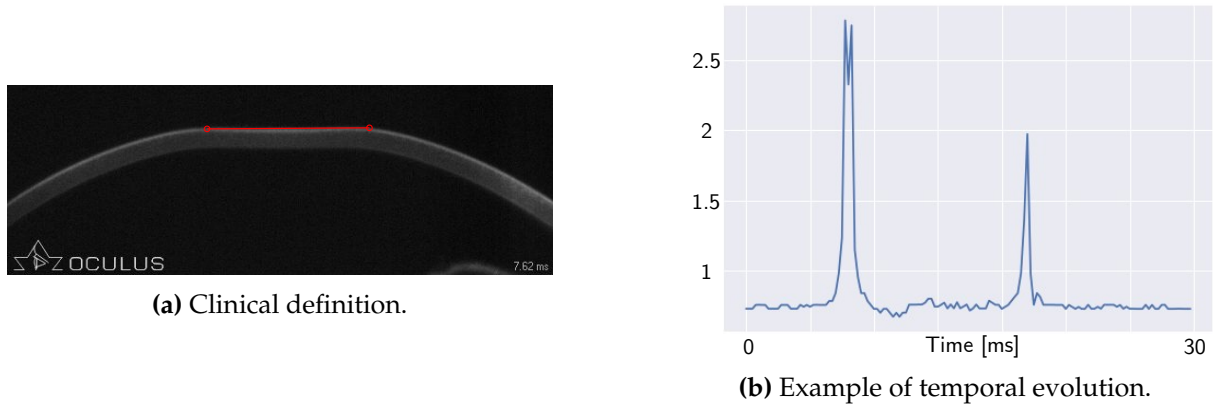 OCULUS
7.62 ms
(a) Clinical definition.
2.5
2
1.5
1
0
Time [ms]
30
(b) Example of temporal evolution.